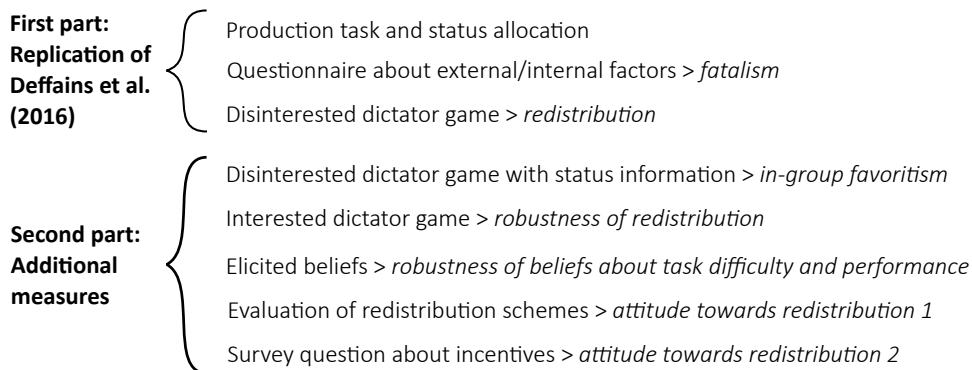 First part:
Replication of
Deffains et al.
(2016)
Production task and status allocation
Questionnaire about external/internal factors > fatalism
Disinterested dictator game > redistribution
Second part:
Additional
measures
Disinterested dictator game with status information > in-group favoritism
Interested dictator game > robustness of redistribution
Elicited beliefs > robustness of beliefs about task difficulty and performance
Evaluation of redistribution schemes > attitude towards redistribution 1
Survey question about incentives > attitude towards redistribution 2